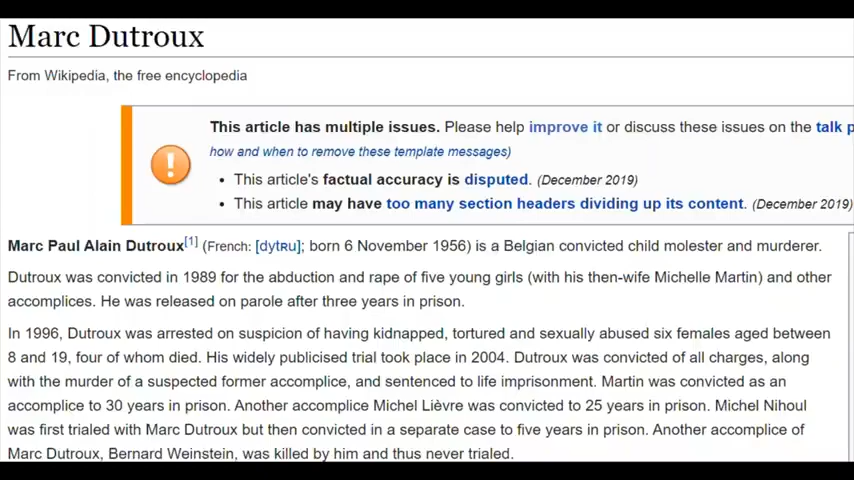 Marc Dutroux
From Wikipedia, the free encyclopedia
This article has multiple issues. Please help improve it or discuss these issues on the talk p
how and when to remove these template messages)
• This article's factual accuracy is disputed. (December 2019)
• This article may have too many section headers dividing up its content. (December 2019)
Marc Paul Alain Dutroux[1] (French: [dytʀu]; born 6 November 1956) is a Belgian convicted child molester and murderer.
Dutroux was convicted in 1989 for the abduction and rape of five young girls (with his then-wife Michelle Martin) and other
accomplices. He was released on parole after three years in prison.
In 1996, Dutroux was arrested on suspicion of having kidnapped, tortured and sexually abused six females aged between
8 and 19, four of whom died. His widely publicised trial took place in 2004. Dutroux was convicted of all charges, along
with the murder of a suspected former accomplice, and sentenced to life imprisonment. Martin was convicted as an
accomplice to 30 years in prison. Another accomplice Michel Lièvre was convicted to 25 years in prison. Michel Nihoul
was first trialed with Marc Dutroux but then convicted in a separate case to five years in prison. Another accomplice of
Marc Dutroux, Bernard Weinstein, was killed by him and thus never trialed.